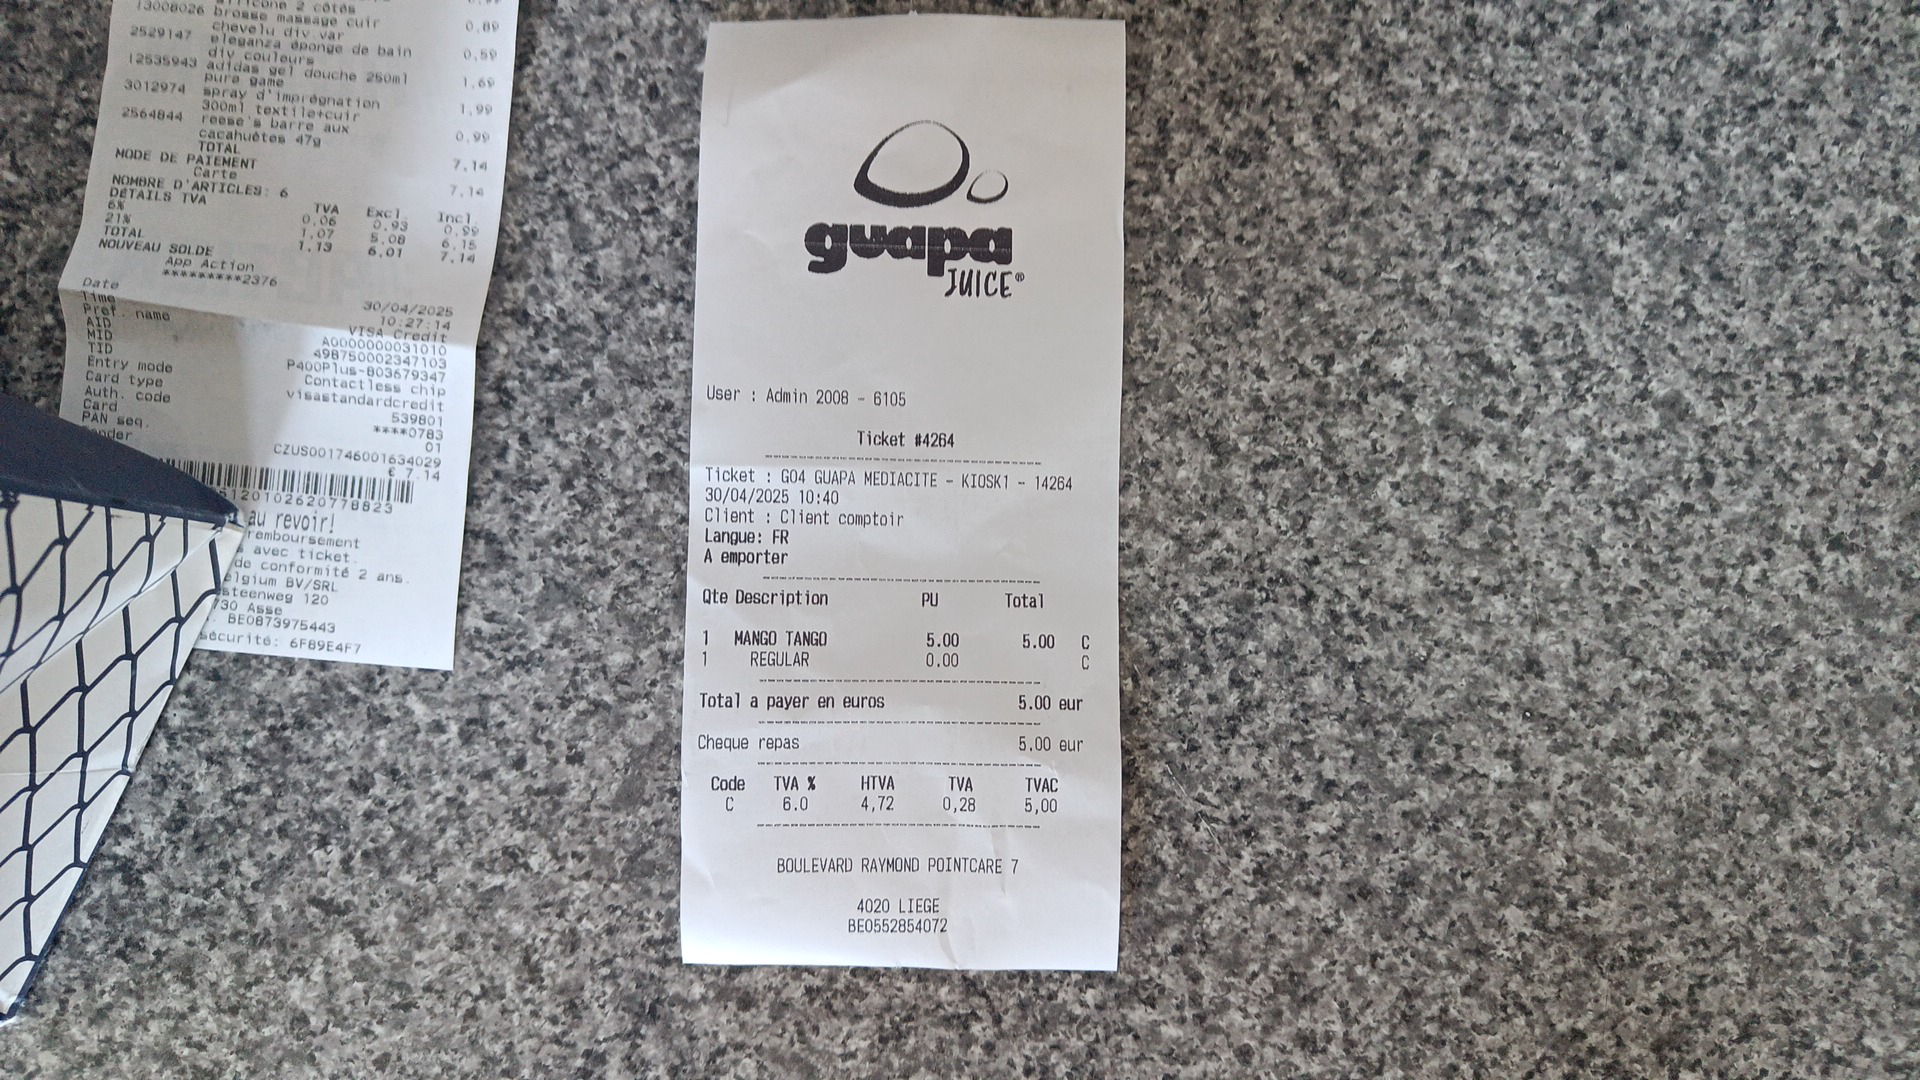 silicone 2 côtés
13008026 brosse massage cuir 0,89
chevelu div.var
2529147 eleganza éponge de bain 0,59
div couleurs
12535943 adidas gel douche 250ml 1,69
pure game
3012974 spray d'imprégnation 1,99
300ml textile+cuir
2564844 reese's barre aux 0,99
cacahuètes 47g
TOTAL 7,14
MODE DE PAIEMENT
Carte 7,14
NOMBRE D'ARTICLES: 6
DÉTAILS TVA
TVA Excl. Incl.
6% 0,06 0,93 0,99
21% 1,07 5,08 6,15
TOTAL 1,13 6,01 7,14
NOUVEAU SOLDE
App Action
*********2376
Date 30/04/2025
Time 10:27:14
Pref. name VISA Credit
AID A0000000031010
MID 498750002347103
TID P400Plus-803679347
Entry mode Contactless chip
Card type visastandardcredit
Auth. code 539801
Card ****0783
PAN seq. 01
CZUS001746001634029
€ 7.14
au revoir!
remboursement
avec ticket.
de conformité 2 ans.
elgium BV/SRL
steenweg 120
730 Asse
BE0873975443
sécurité: 6F89E4F7
guapa
JUICE®
User : Admin 2008 - 6105
Ticket #4264
Ticket : GO4 GUAPA MEDIACITE - KIOSK1 - 14264
30/04/2025 10:40
Client : Client comptoir
Langue: FR
A emporter
Qte Description PU Total
1 MANGO TANGO 5.00 5.00 C
1 REGULAR 0.00 C
Total a payer en euros 5.00 eur
Cheque repas 5.00 eur
Code TVA % HTVA TVA TVAC
C 6.0 4,72 0,28 5,00
BOULEVARD RAYMOND POINTCARE 7
4020 LIEGE
BE0552854072